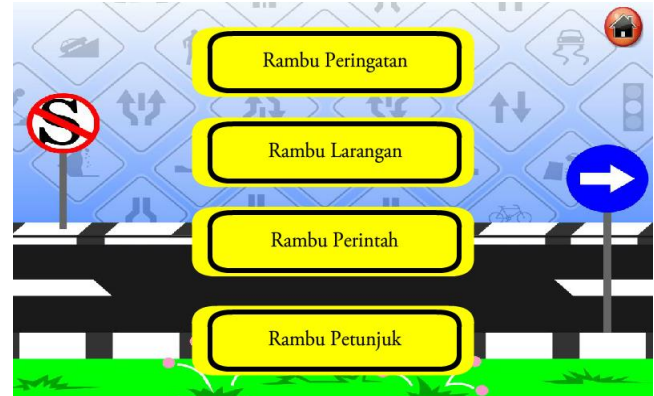 Rambu Peringatan
S
Rambu Larangan
Rambu Perintah
Rambu Petunjuk